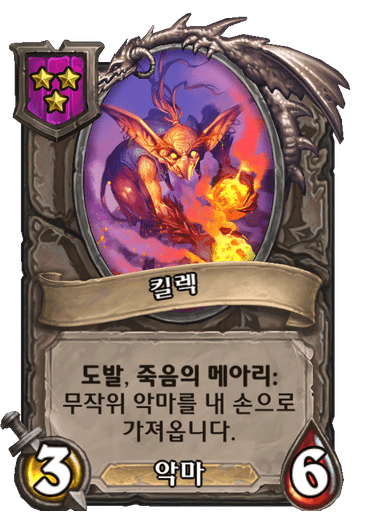 킬렉
도발, 죽음의 메아리:
무작위 악마를 내 손으로
가져옵니다.
3
악마
6